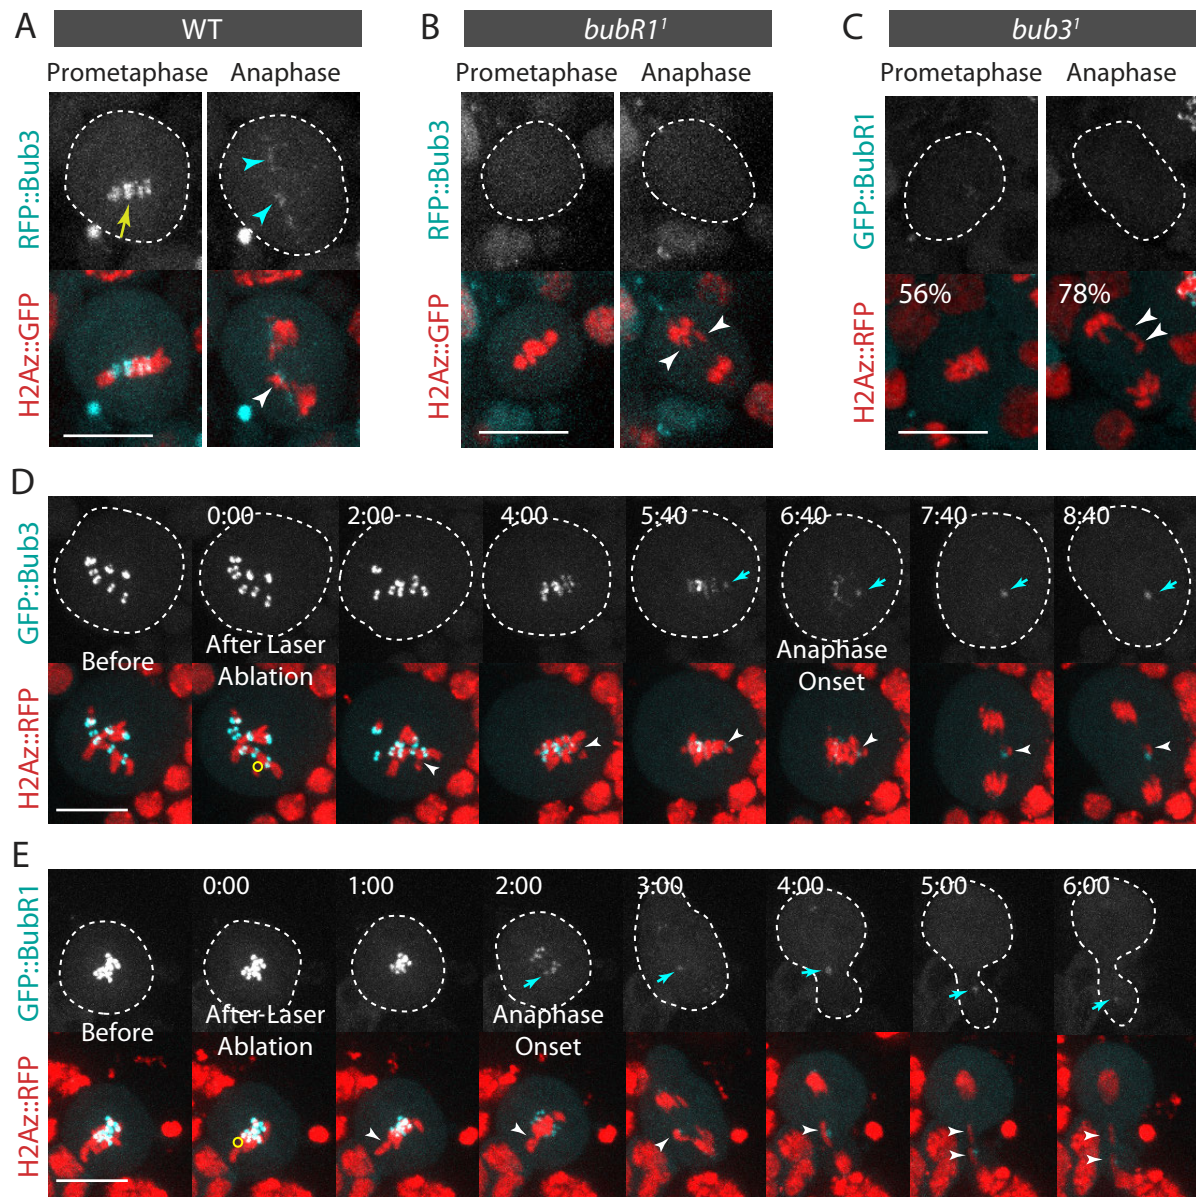 A
WT
Prometaphase
Anaphase
RFP::Bub3
H2Az::GFP
B
bubR1¹
Prometaphase
Anaphase
RFP::Bub3
H2Az::GFP
C
bub3¹
Prometaphase
Anaphase
GFP::BubR1
H2Az::RFP
56%
78%
D
GFP::Bub3
H2Az::RFP
0:00
2:00
4:00
5:40
6:40
7:40
8:40
Before
After Laser
Ablation
Anaphase
Onset
E
GFP::BubR1
H2Az::RFP
0:00
1:00
2:00
3:00
4:00
5:00
6:00
Before
After Laser
Ablation
Anaphase
Onset